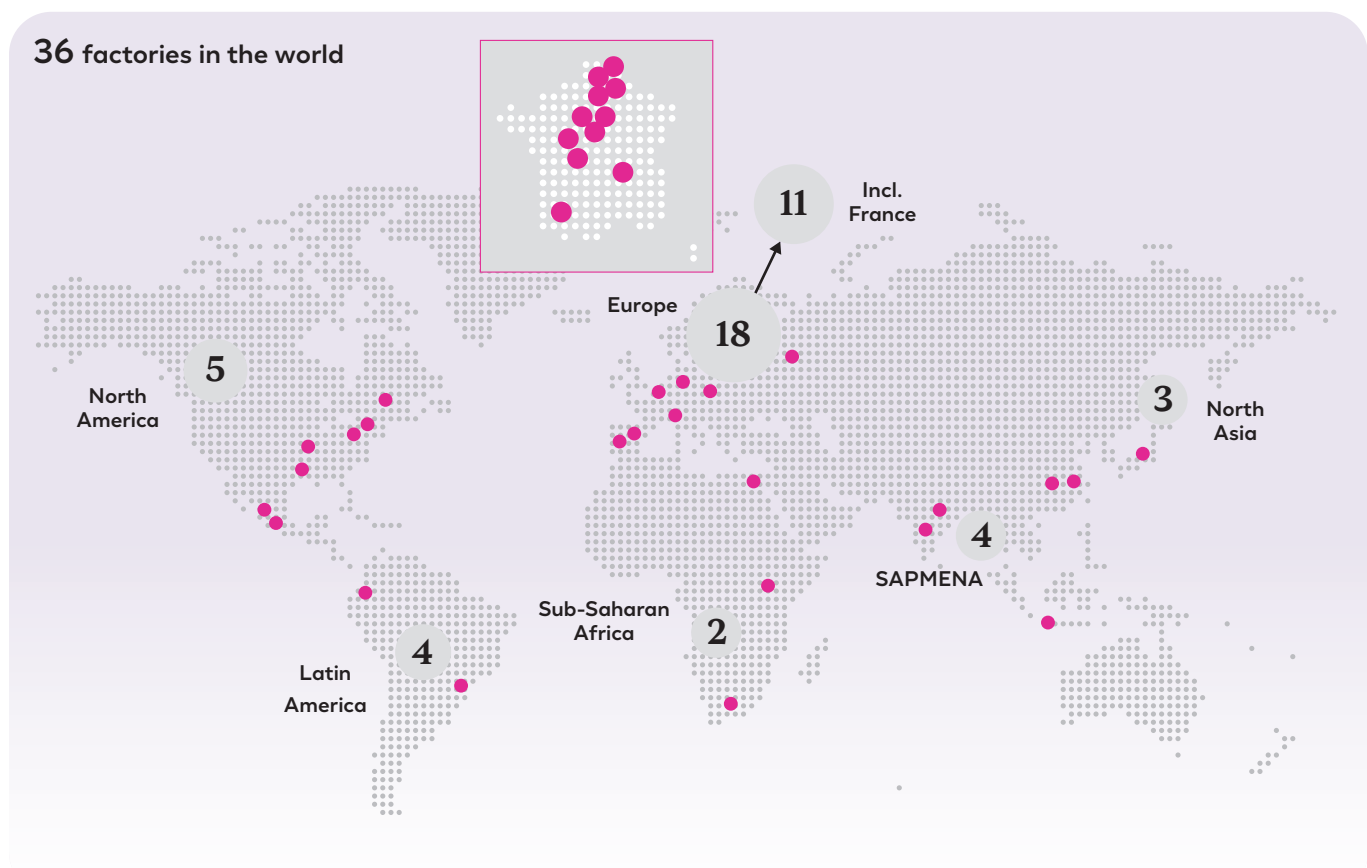 36 factories in the world
11
Incl.
France
Europe
18
5
North
America
3
North
Asia
4
SAPMENA
Sub-Saharan
Africa
2
4
Latin
America